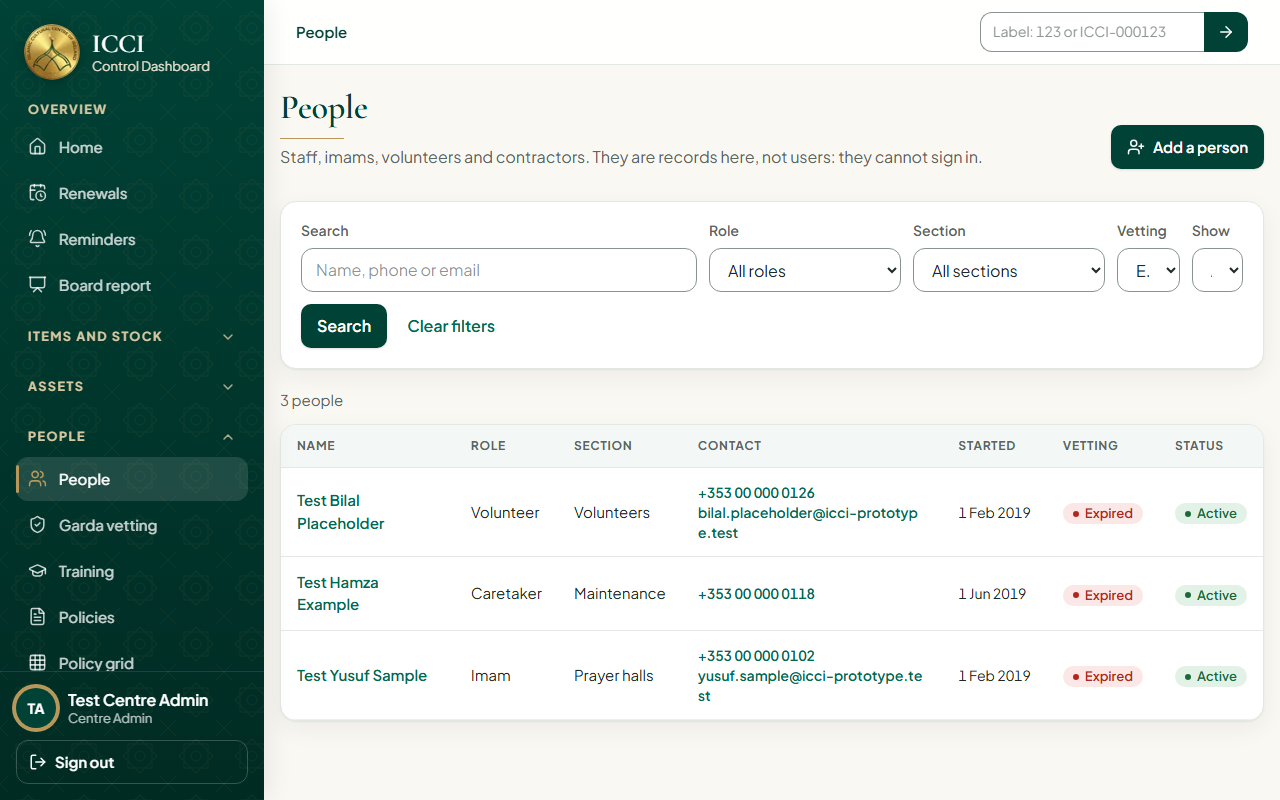 ICCI
Control Dashboard
OVERVIEW
Home
Renewals
Reminders
Board report
ITEMS AND STOCK
ASSETS
PEOPLE
People
Garda vetting
Training
Policies
Policy grid
TA
Test Centre Admin
Centre Admin
Sign out
People
Label: 123 or ICCI-000123
People
Staff, imams, volunteers and contractors. They are records here, not users: they cannot sign in.
Add a person
Search
Role
Section
Vetting
Show
Name, phone or email
All roles
All sections
E.
.
Search
Clear filters
3 people
NAME
ROLE
SECTION
CONTACT
STARTED
VETTING
STATUS
Test Bilal
Placeholder
Volunteer
Volunteers
+353 00 000 0126
bilal.placeholder@icci-prototyp
e.test
1 Feb 2019
Expired
Active
Test Hamza
Example
Caretaker
Maintenance
+353 00 000 0118
1 Jun 2019
Expired
Active
Test Yusuf Sample
Imam
Prayer halls
+353 00 000 0102
yusuf.sample@icci-prototype.te
st
1 Feb 2019
Expired
Active